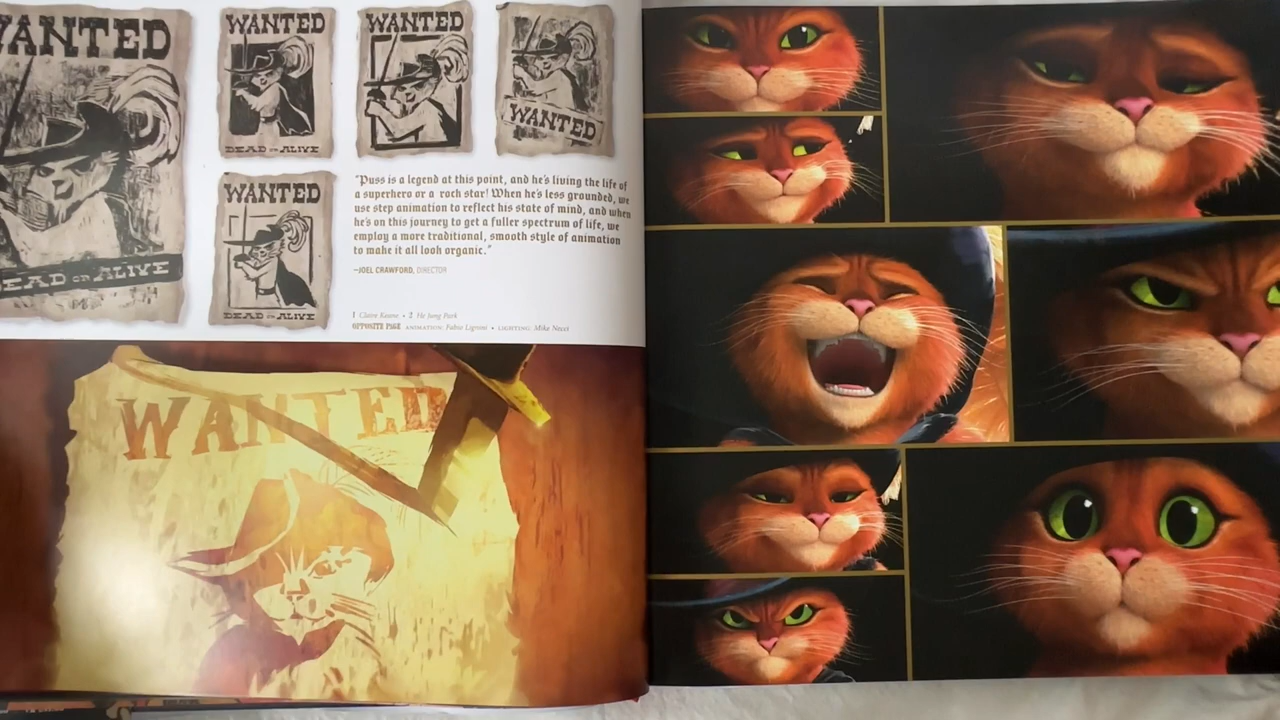 WANTED
DEAD OR ALIVE
WANTED
DEAD OR ALIVE
WANTED
WANTED
WANTED
DEAD OR ALIVE
"Puss is a legend at this point, and he's living the life of
a superhero or a rock star! When he's less grounded, we
use step animation to reflect his state of mind, and when
he's on this journey to get a fuller spectrum of life, we
employ a more traditional, smooth style of animation
to make it all look organic."
—JOEL CRAWFORD, DIRECTOR
1 Claire Keane • 2 He Jung Park
OPPOSITE PAGE ANIMATION: Fabio Lignini • LIGHTING: Mike Necci
WANTED